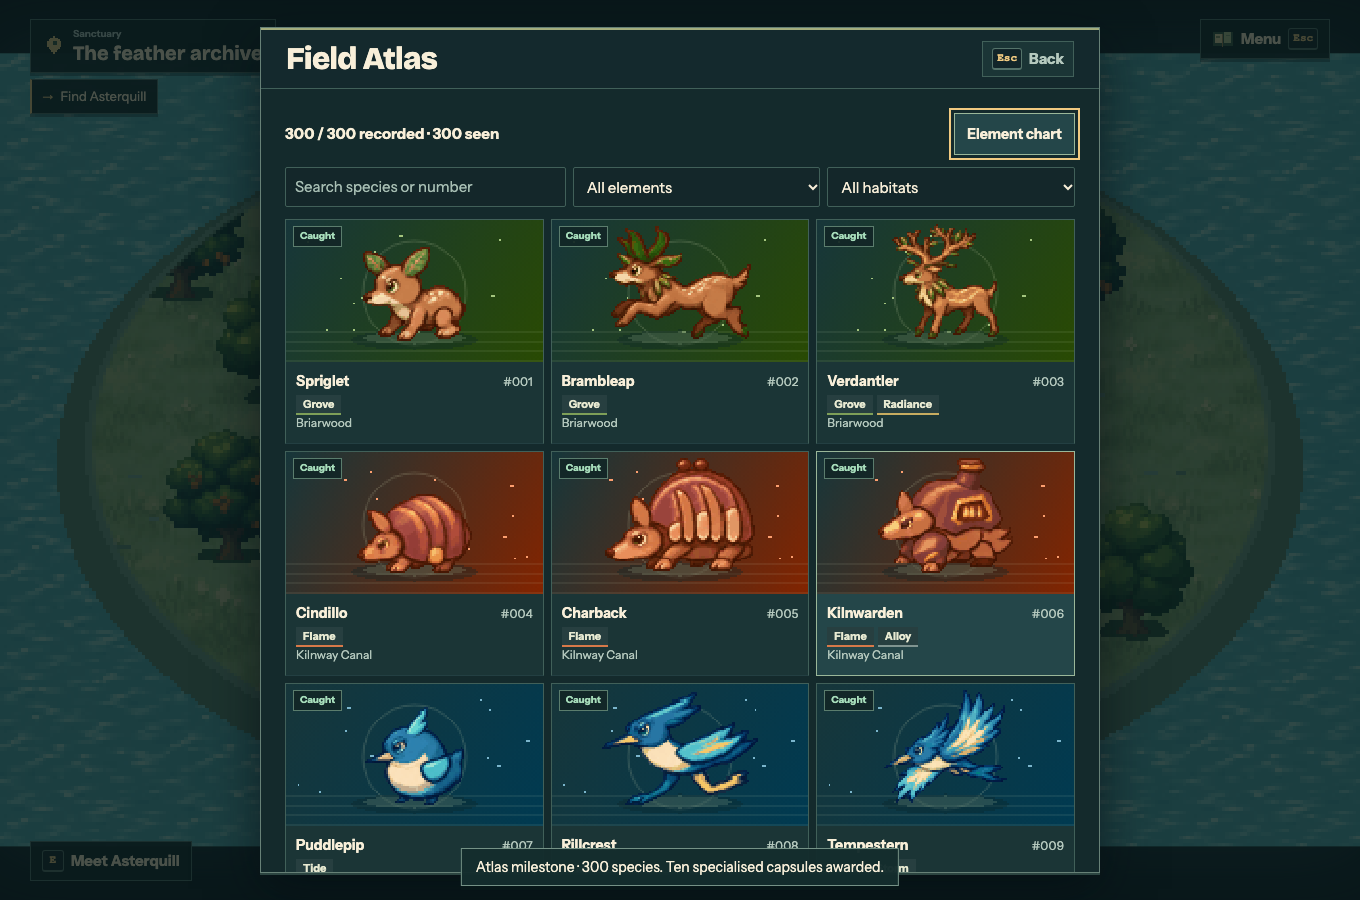 Sanctuary
The feather archive
→ Find Asterquill
Menu Esc
Field Atlas
Esc Back
300 / 300 recorded · 300 seen
Element chart
Search species or number
All elements
All habitats
Caught
Spriglet #001
Grove
Briarwood
Caught
Brambleap #002
Grove
Briarwood
Caught
Verdantler #003
Grove Radiance
Briarwood
Caught
Cindillo #004
Flame
Kilnway Canal
Caught
Charback #005
Flame
Kilnway Canal
Caught
Kilnwarden #006
Flame Alloy
Kilnway Canal
Caught
Puddlepip #007
Tide
Caught
Rillcrest #008
Caught
Tempestern #009
Atlas milestone · 300 species. Ten specialised capsules awarded.
E Meet Asterquill